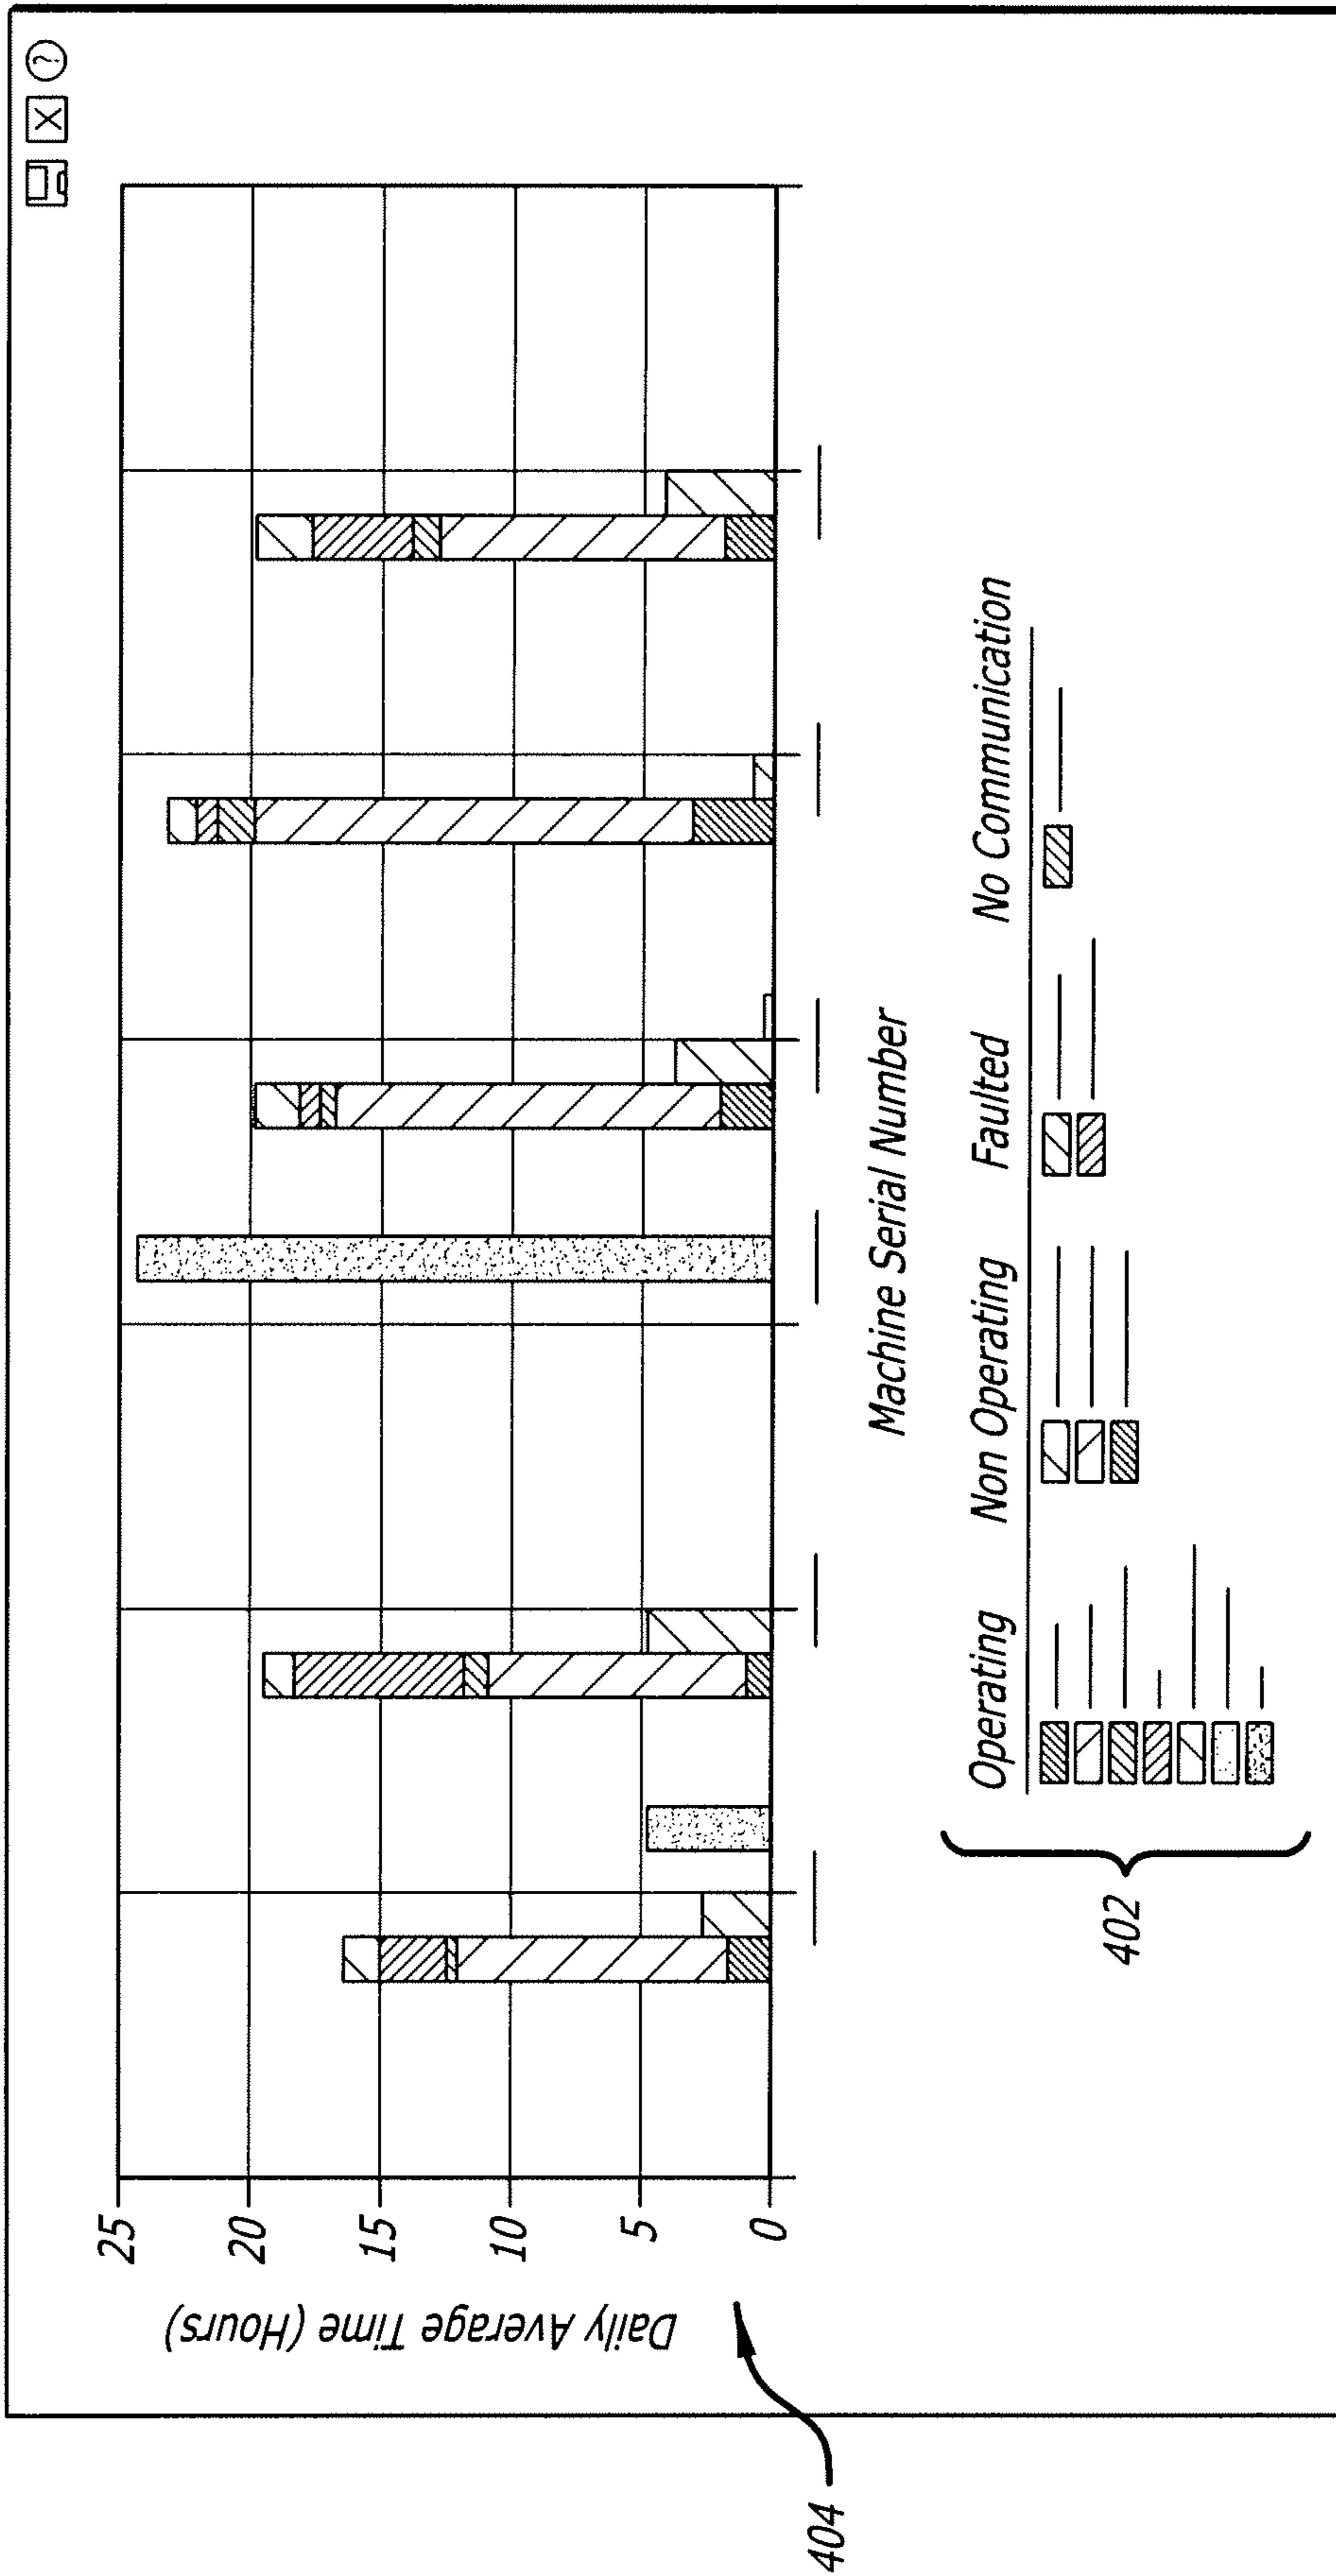 X ?
Daily Average Time (Hours)
25
20
15
10
5
0
404
Machine Serial Number
402
Operating Non Operating Faulted No Communication